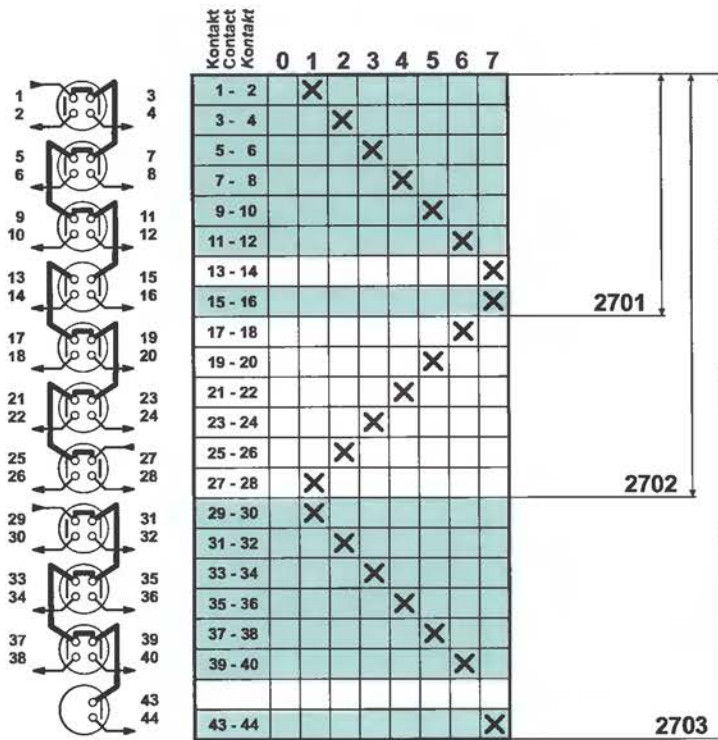 Kontakt
Contact
Kontakt
0 1 2 3 4 5 6 7
1 3 1 - 2
2 4 3 - 4
5 7 5 - 6
6 8 7 - 8
9 11 9 - 10
10 12 11 - 12
13 15 13 - 14
14 16 15 - 16 2701
17 19 17 - 18
18 20 19 - 20
21 23 21 - 22
22 24 23 - 24
25 27 25 - 26
26 28 27 - 28 2702
29 31 29 - 30
30 32 31 - 32
33 35 33 - 34
34 36 35 - 36
37 39 37 - 38
38 40 39 - 40
43
44 43 - 44 2703